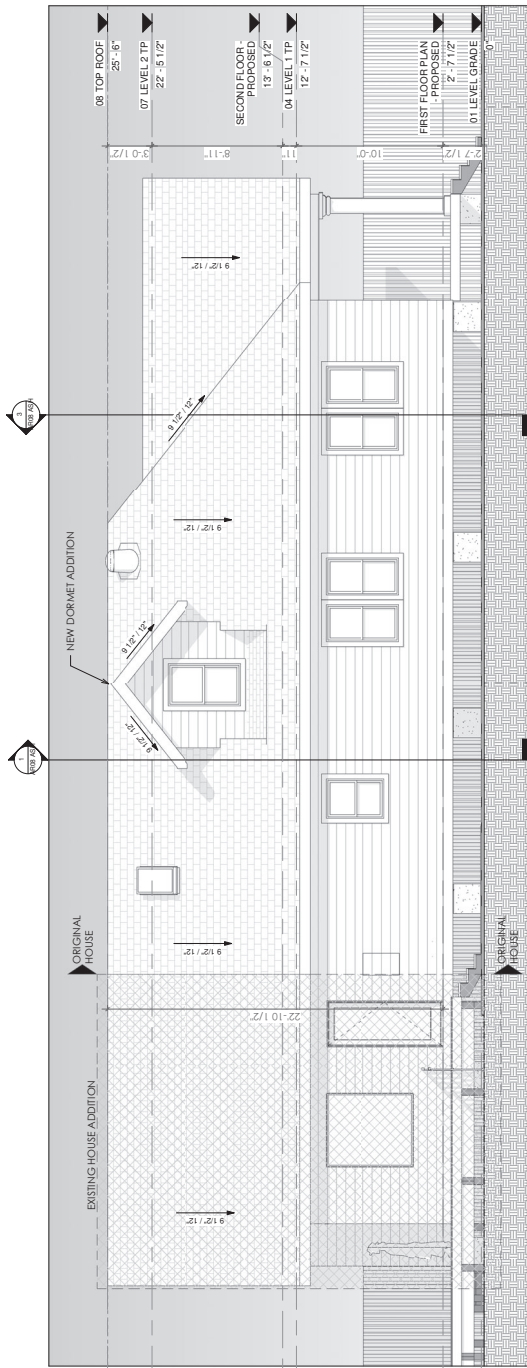 08 TOP ROOF
25' - 6"
07 LEVEL 2 TP
22' - 5 1/2"
SECOND FLOOR -
PROPOSED
13' - 6 1/2"
04 LEVEL 1 TP
12' - 7 1/2"
FIRST FLOOR PLAN
- PROPOSED
2' - 7 1/2"
01 LEVEL GRADE
0"
3'-0 1/2"
8'-11"
11"
10'-0"
2'-7 1/2"
3
1
NEW DORMET ADDITION
9 1/2" / 12"
9 1/2" / 12"
9 1/2" / 12"
9 1/2" / 12"
9 1/2" / 12"
9 1/2" / 12"
9 1/2" / 12"
ORIGINAL
HOUSE
ORIGINAL
HOUSE
EXISTING HOUSE ADDITION
22'-10 1/2"